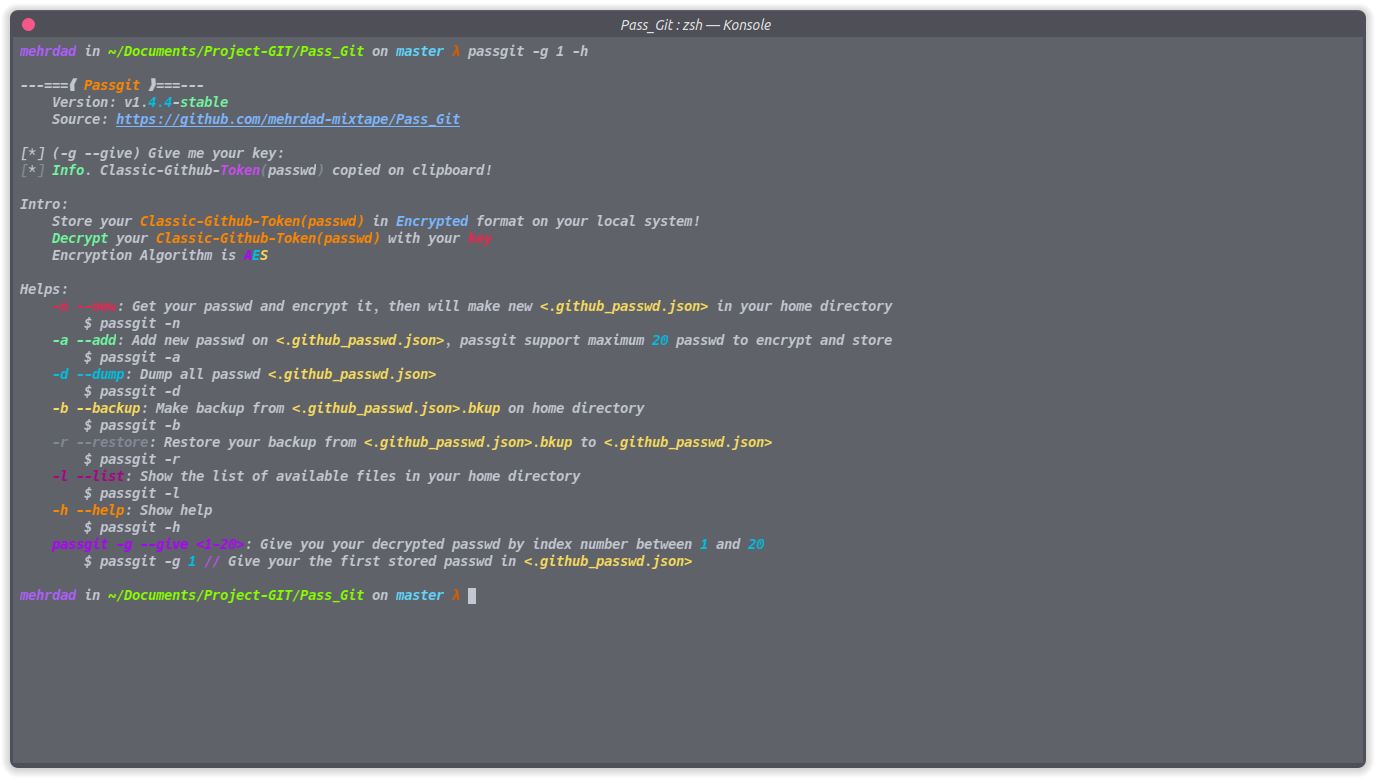 Pass_Git : zsh — Konsole
mehrdad in ~/Documents/Project-GIT/Pass_Git on master λ passgit -g 1 -h
---===⟪ Passgit ⟫===---
Version: v1.4.4-stable
Source: https://github.com/mehrdad-mixtape/Pass_Git
[*] (-g --give) Give me your key:
[*] Info. Classic-Github-Token(passwd) copied on clipboard!
Intro:
Store your Classic-Github-Token(passwd) in Encrypted format on your local system!
Decrypt your Classic-Github-Token(passwd) with your key
Encryption Algorithm is AES
Helps:
-n --new: Get your passwd and encrypt it, then will make new <.github_passwd.json> in your home directory
$ passgit -n
-a --add: Add new passwd on <.github_passwd.json>, passgit support maximum 20 passwd to encrypt and store
$ passgit -a
-d --dump: Dump all passwd <.github_passwd.json>
$ passgit -d
-b --backup: Make backup from <.github_passwd.json>.bkup on home directory
$ passgit -b
-r --restore: Restore your backup from <.github_passwd.json>.bkup to <.github_passwd.json>
$ passgit -r
-l --list: Show the list of available files in your home directory
$ passgit -l
-h --help: Show help
$ passgit -h
passgit -g --give <1-20>: Give you your decrypted passwd by index number between 1 and 20
$ passgit -g 1 // Give your the first stored passwd in <.github_passwd.json>
mehrdad in ~/Documents/Project-GIT/Pass_Git on master λ